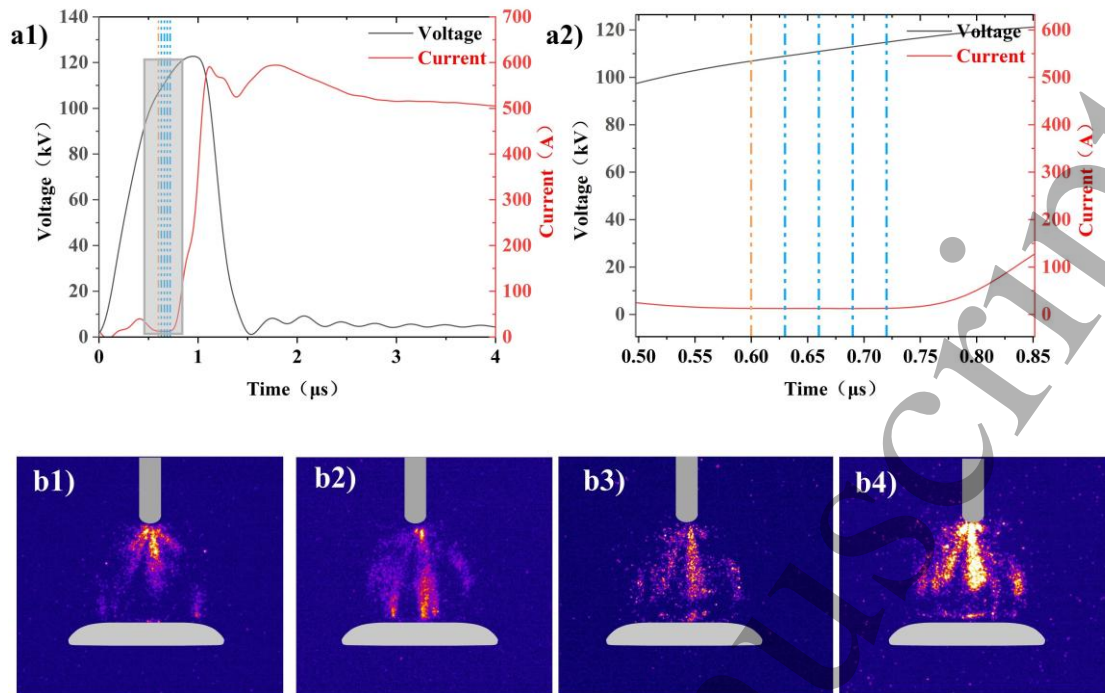 a1)
Voltage
Current
Voltage（kV）
140
120
100
80
60
40
20
0
700
600
500
400
300
200
100
0
Current（A）
0
1
2
3
4
Time（μs）
a2)
Voltage
Current
Voltage（kV）
120
100
80
60
40
20
0
600
500
400
300
200
100
0
Current（A）
0.50
0.55
0.60
0.65
0.70
0.75
0.80
0.85
Time（μs）
b1)
b2)
b3)
b4)
uscrip